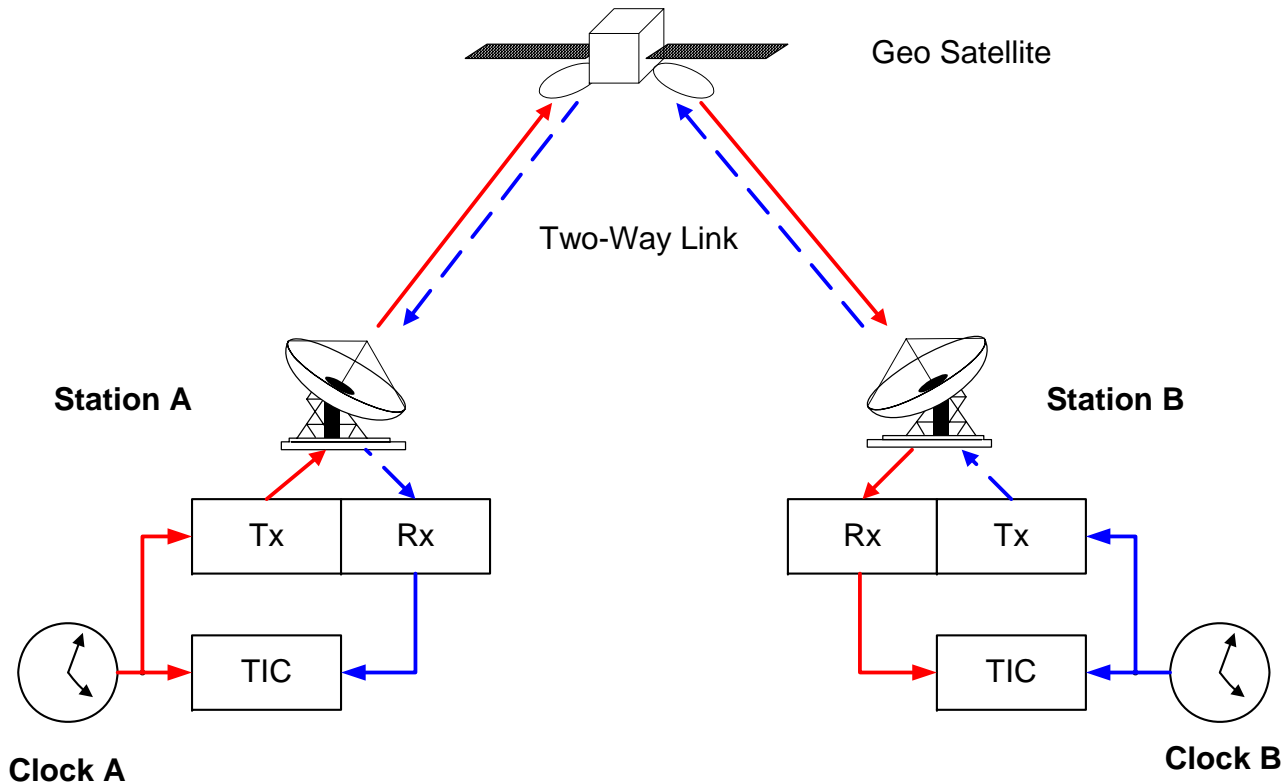 Geo Satellite
Two-Way Link
Station A
Station B
Tx
Rx
Rx
Tx
TIC
TIC
Clock A
Clock B